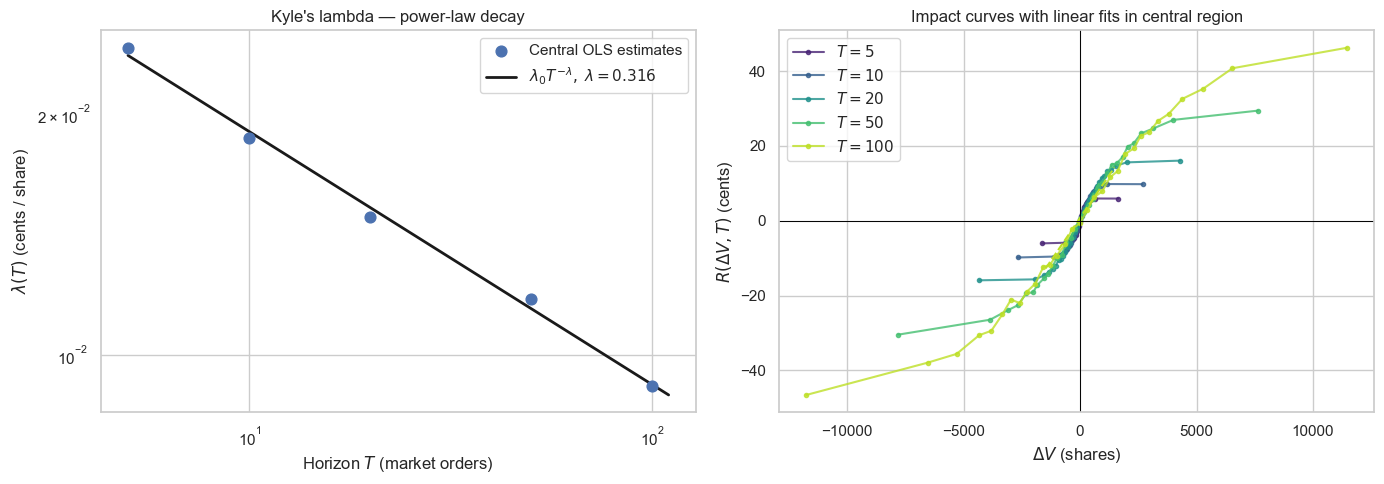 Kyle's lambda — power-law decay
Central OLS estimates
λ₀T^{−λ}, λ = 0.316
2 × 10⁻²
10⁻²
λ(T) (cents / share)
10¹
10²
Horizon T (market orders)
Impact curves with linear fits in central region
T = 5
T = 10
T = 20
T = 50
T = 100
40
20
0
−20
−40
R(ΔV, T) (cents)
−10000
−5000
0
5000
10000
ΔV (shares)